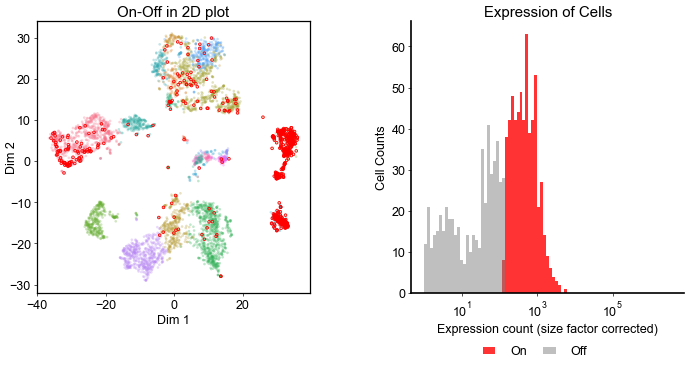 On-Off in 2D plot
30
20
10
0
−10
−20
−30
Dim 2
−40
−20
0
20
Dim 1
Expression of Cells
60
50
40
30
20
10
0
Cell Counts
10^1
10^3
10^5
Expression count (size factor corrected)
On
Off